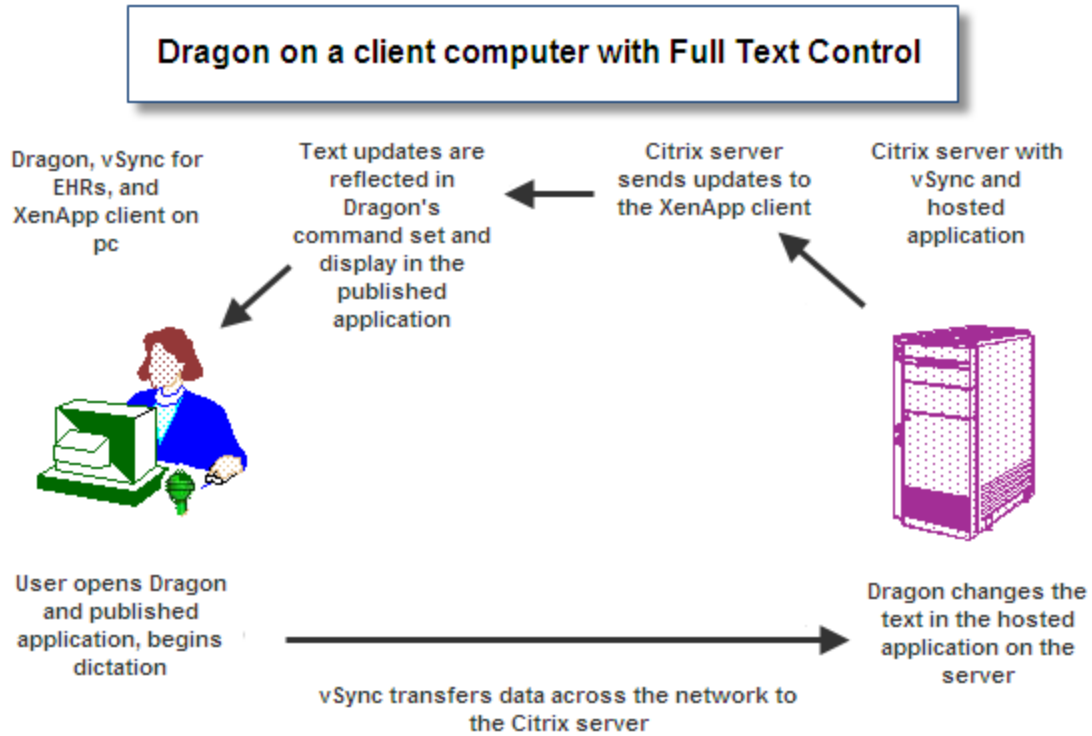 Dragon on a client computer with Full Text Control
Dragon, vSync for
EHRs, and
XenApp client on
pc
Text updates are
reflected in
Dragon's
command set and
display in the
published
application
Citrix server
sends updates to
the XenApp client
Citrix server with
vSync and
hosted
application
User opens Dragon
and published
application, begins
dictation
vSync transfers data across the network to
the Citrix server
Dragon changes the
text in the hosted
application on the
server